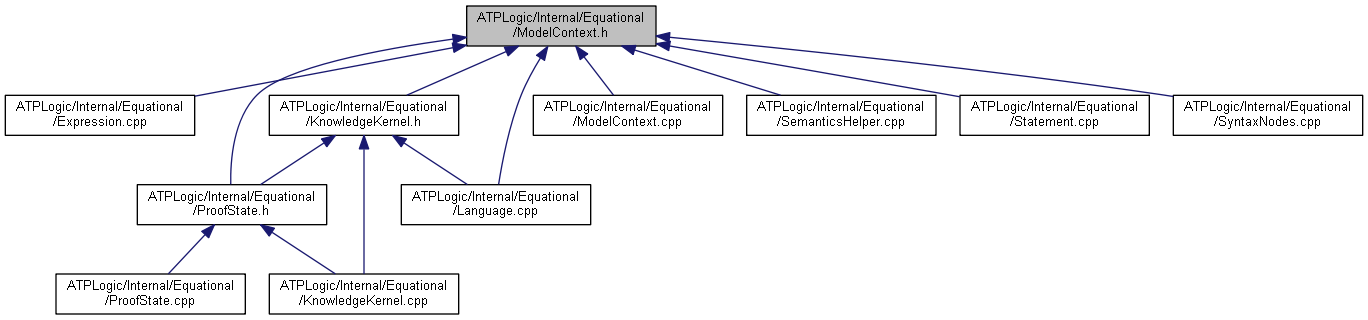 ATPLogic/Internal/Equational
/ModelContext.h
ATPLogic/Internal/Equational
/Expression.cpp
ATPLogic/Internal/Equational
/KnowledgeKernel.h
ATPLogic/Internal/Equational
/ModelContext.cpp
ATPLogic/Internal/Equational
/SemanticsHelper.cpp
ATPLogic/Internal/Equational
/Statement.cpp
ATPLogic/Internal/Equational
/SyntaxNodes.cpp
ATPLogic/Internal/Equational
/ProofState.h
ATPLogic/Internal/Equational
/Language.cpp
ATPLogic/Internal/Equational
/ProofState.cpp
ATPLogic/Internal/Equational
/KnowledgeKernel.cpp